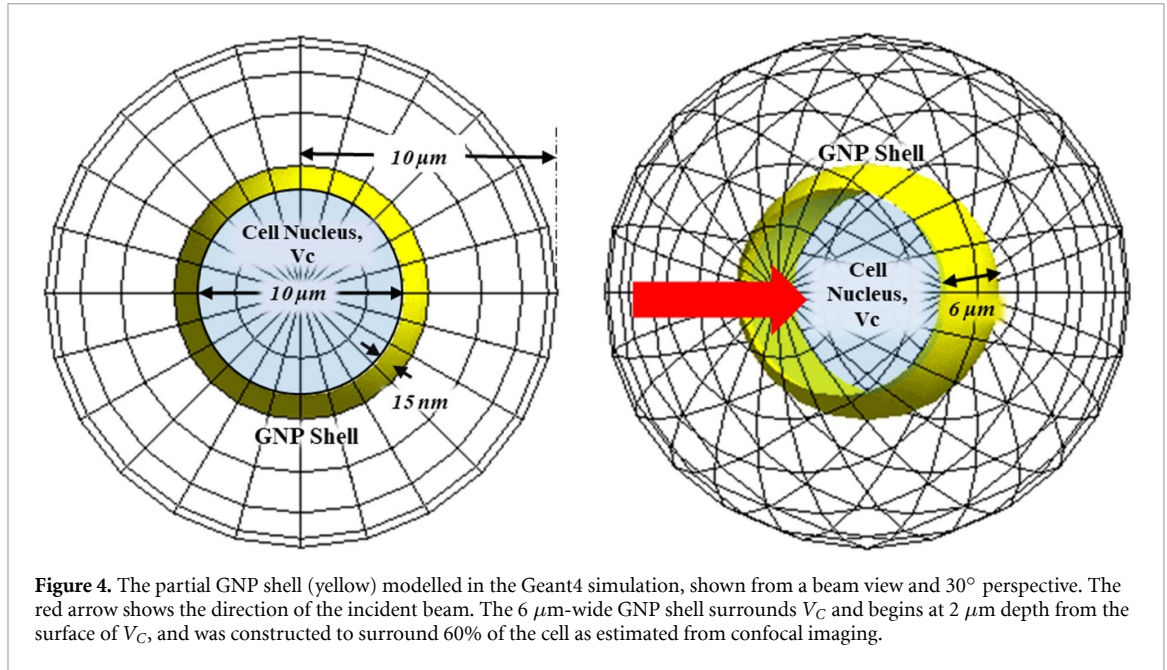 10 μm
Cell Nucleus,
Vc
10 μm
15 nm
GNP Shell
GNP Shell
Cell
Nucleus,
Vc
6 μm
Figure 4. The partial GNP shell (yellow) modelled in the Geant4 simulation, shown from a beam view and 30° perspective. The
red arrow shows the direction of the incident beam. The 6 μm-wide GNP shell surrounds V_C and begins at 2 μm depth from the
surface of V_C, and was constructed to surround 60% of the cell as estimated from confocal imaging.